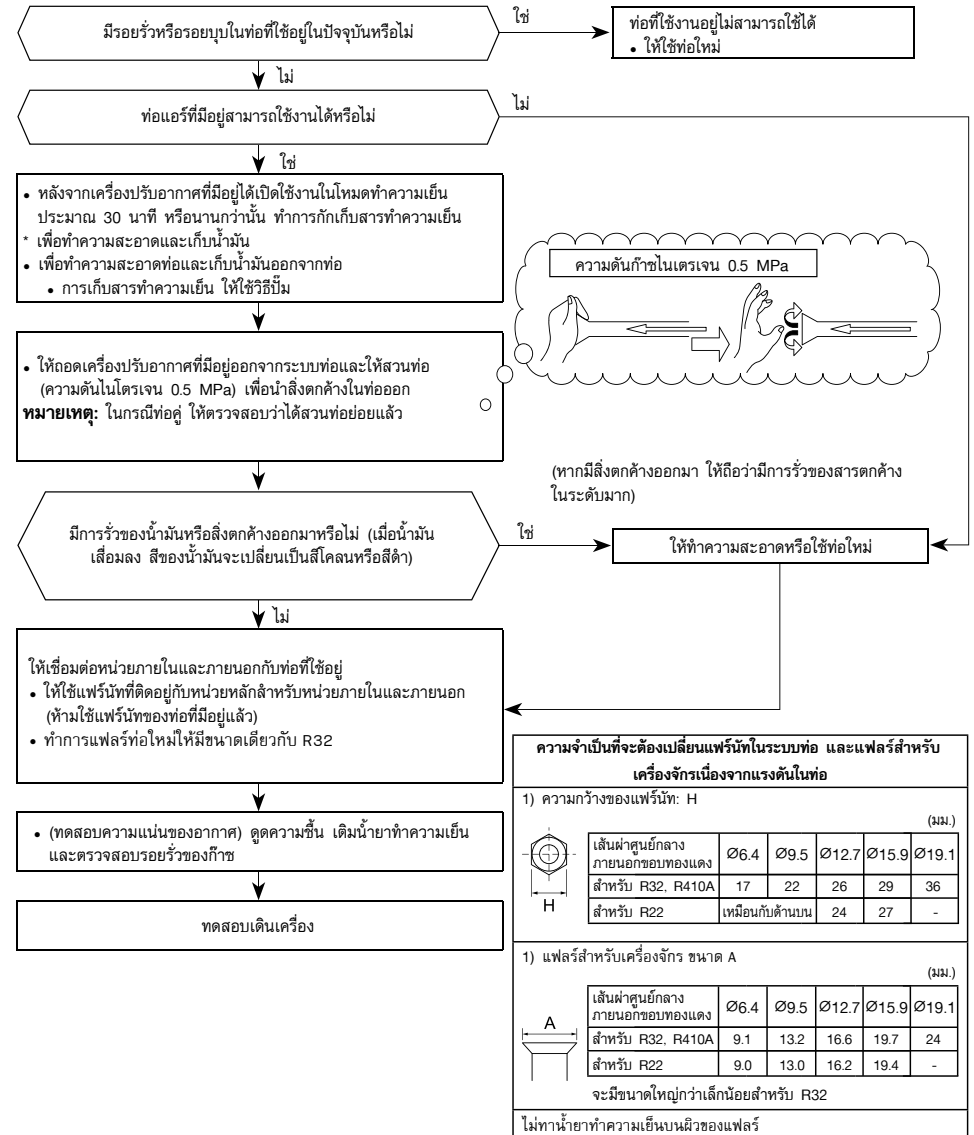 มีรอยรั่วหรือรอยบุบในท่อที่ใช้อยู่ในปัจจุบันหรือไม่
ใช่
ท่อที่ใช้งานอยู่ไม่สามารถใช้ได้
• ให้ใช้ท่อใหม่
ไม่
ท่อแอร์ที่มีอยู่สามารถใช้งานได้หรือไม่
ไม่
ใช่
• หลังจากเครื่องปรับอากาศที่มีอยู่ได้เปิดใช้งานในโหมดทำความเย็น
ประมาณ 30 นาที หรือนานกว่านั้น ทำการกักเก็บสารทำความเย็น
* เพื่อทำความสะอาดและเก็บน้ำมัน
• เพื่อทำความสะอาดท่อและเก็บน้ำมันออกจากท่อ
• การเก็บสารทำความเย็น ให้ใช้วิธีปั๊ม
ความดันก๊าซไนเตรเจน 0.5 MPa
• ให้ถอดเครื่องปรับอากาศที่มีอยู่ออกจากระบบท่อและให้สวนท่อ
(ความดันไนโตรเจน 0.5 MPa) เพื่อนำสิ่งตกค้างในท่อออก
หมายเหตุ: ในกรณีท่อคู่ ให้ตรวจสอบว่าได้สวนท่อย่อยแล้ว
(หากมีสิ่งตกค้างออกมา ให้ถือว่ามีการรั่วของสารตกค้าง
ในระดับมาก)
มีการรั่วของน้ำมันหรือสิ่งตกค้างออกมาหรือไม่ (เมื่อน้ำมัน
เสื่อมลง สีของน้ำมันจะเปลี่ยนเป็นสีโคลนหรือสีดำ)
ใช่
ให้ทำความสะอาดหรือใช้ท่อใหม่
ไม่
ให้เชื่อมต่อหน่วยภายในและภายนอกกับท่อที่ใช้อยู่
• ให้ใช้แฟร์นัทที่ติดอยู่กับหน่วยหลักสำหรับหน่วยภายในและภายนอก
(ห้ามใช้แฟร์นัทของท่อที่มีอยู่แล้ว)
• ทำการแฟลร์ท่อใหม่ให้มีขนาดเดียวกับ R32
• (ทดสอบความแน่นของอากาศ) ดูดความชื้น เติมน้ำยาทำความเย็น
และตรวจสอบรอยรั่วของก๊าซ
ทดสอบเดินเครื่อง
ความจำเป็นที่จะต้องเปลี่ยนแฟร์นัทในระบบท่อ และแฟลร์สำหรับ
เครื่องจักรเนื่องจากแรงดันในท่อ
1) ความกว้างของแฟร์นัท: H
(มม.)
เส้นผ่าศูนย์กลาง
ภายนอกขอบทองแดง Ø6.4 Ø9.5 Ø12.7 Ø15.9 Ø19.1
สำหรับ R32, R410A 17 22 26 29 36
สำหรับ R22 เหมือนกับด้านบน 24 27 -
H
1) แฟลร์สำหรับเครื่องจักร ขนาด A
(มม.)
เส้นผ่าศูนย์กลาง
ภายนอกขอบทองแดง Ø6.4 Ø9.5 Ø12.7 Ø15.9 Ø19.1
A
สำหรับ R32, R410A 9.1 13.2 16.6 19.7 24
สำหรับ R22 9.0 13.0 16.2 19.4 -
จะมีขนาดใหญ่กว่าเล็กน้อยสำหรับ R32
ไม่ทาน้ำยาทำความเย็นบนผิวของแฟลร์